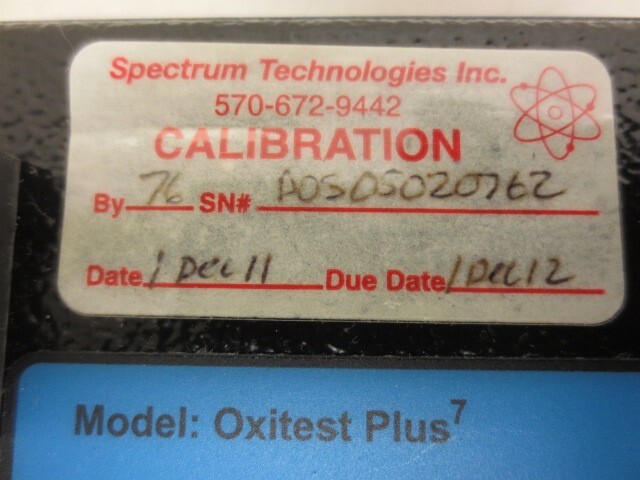 Spectrum Technologies Inc.
570-672-9442
CALIBRATION
By 76 SN# AOS05020762
Date 1 Dec 11 Due Date 1 Dec 12
Model: Oxitest Plus7